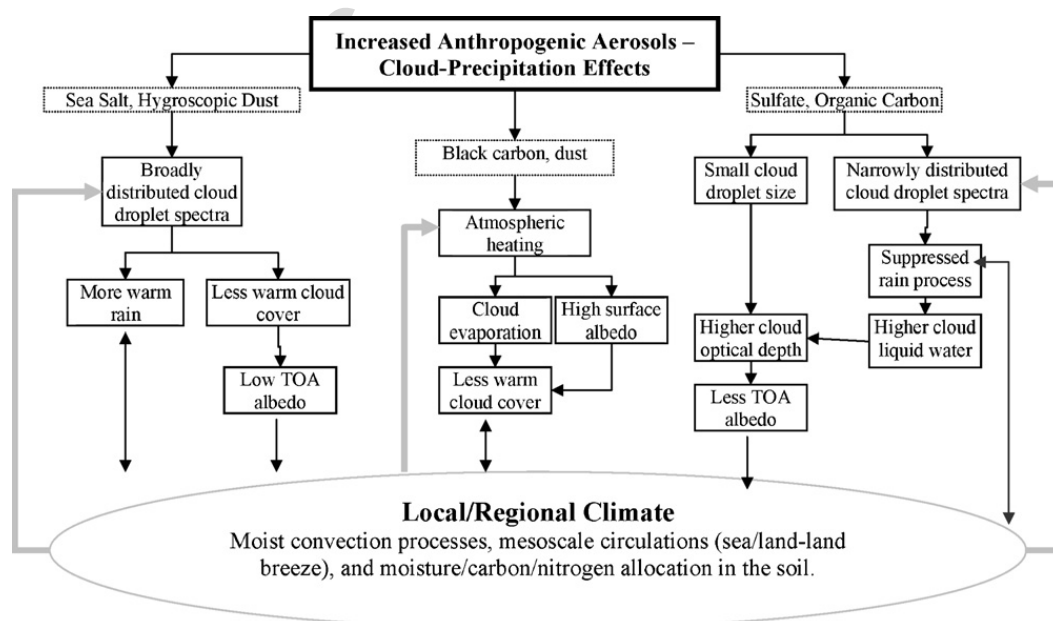 Increased Anthropogenic Aerosols –
Cloud-Precipitation Effects
Sea Salt, Hygroscopic Dust
Sulfate, Organic Carbon
Black carbon, dust
Broadly
distributed cloud
droplet spectra
Small cloud
droplet size
Narrowly distributed
cloud droplet spectra
Atmospheric
heating
More warm
rain
Less warm cloud
cover
Suppressed
rain process
Cloud
evaporation
High surface
albedo
Higher cloud
optical depth
Higher cloud
liquid water
Low TOA
albedo
Less warm
cloud cover
Less TOA
albedo
Local/Regional Climate
Moist convection processes, mesoscale circulations (sea/land-land
breeze), and moisture/carbon/nitrogen allocation in the soil.